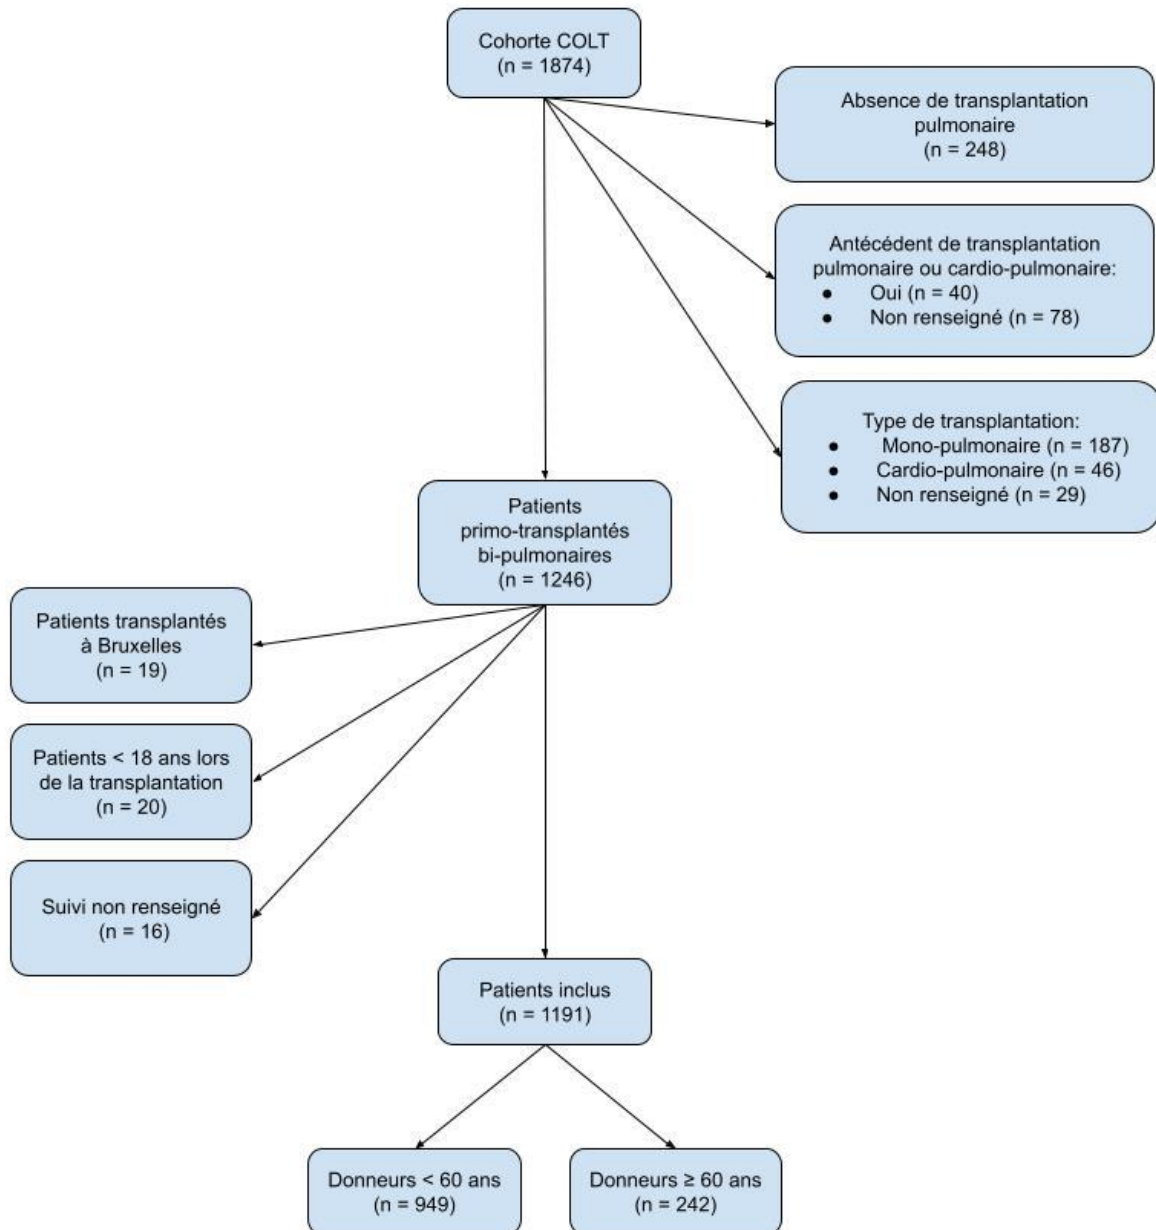 Cohorte COLT
(n = 1874)
Absence de transplantation
pulmonaire
(n = 248)
Antécédent de transplantation
pulmonaire ou cardio-pulmonaire:
● Oui (n = 40)
● Non renseigné (n = 78)
Type de transplantation:
● Mono-pulmonaire (n = 187)
● Cardio-pulmonaire (n = 46)
● Non renseigné (n = 29)
Patients
primo-transplantés
bi-pulmonaires
(n = 1246)
Patients transplantés
à Bruxelles
(n = 19)
Patients < 18 ans lors
de la transplantation
(n = 20)
Suivi non renseigné
(n = 16)
Patients inclus
(n = 1191)
Donneurs < 60 ans
(n = 949)
Donneurs ≥ 60 ans
(n = 242)